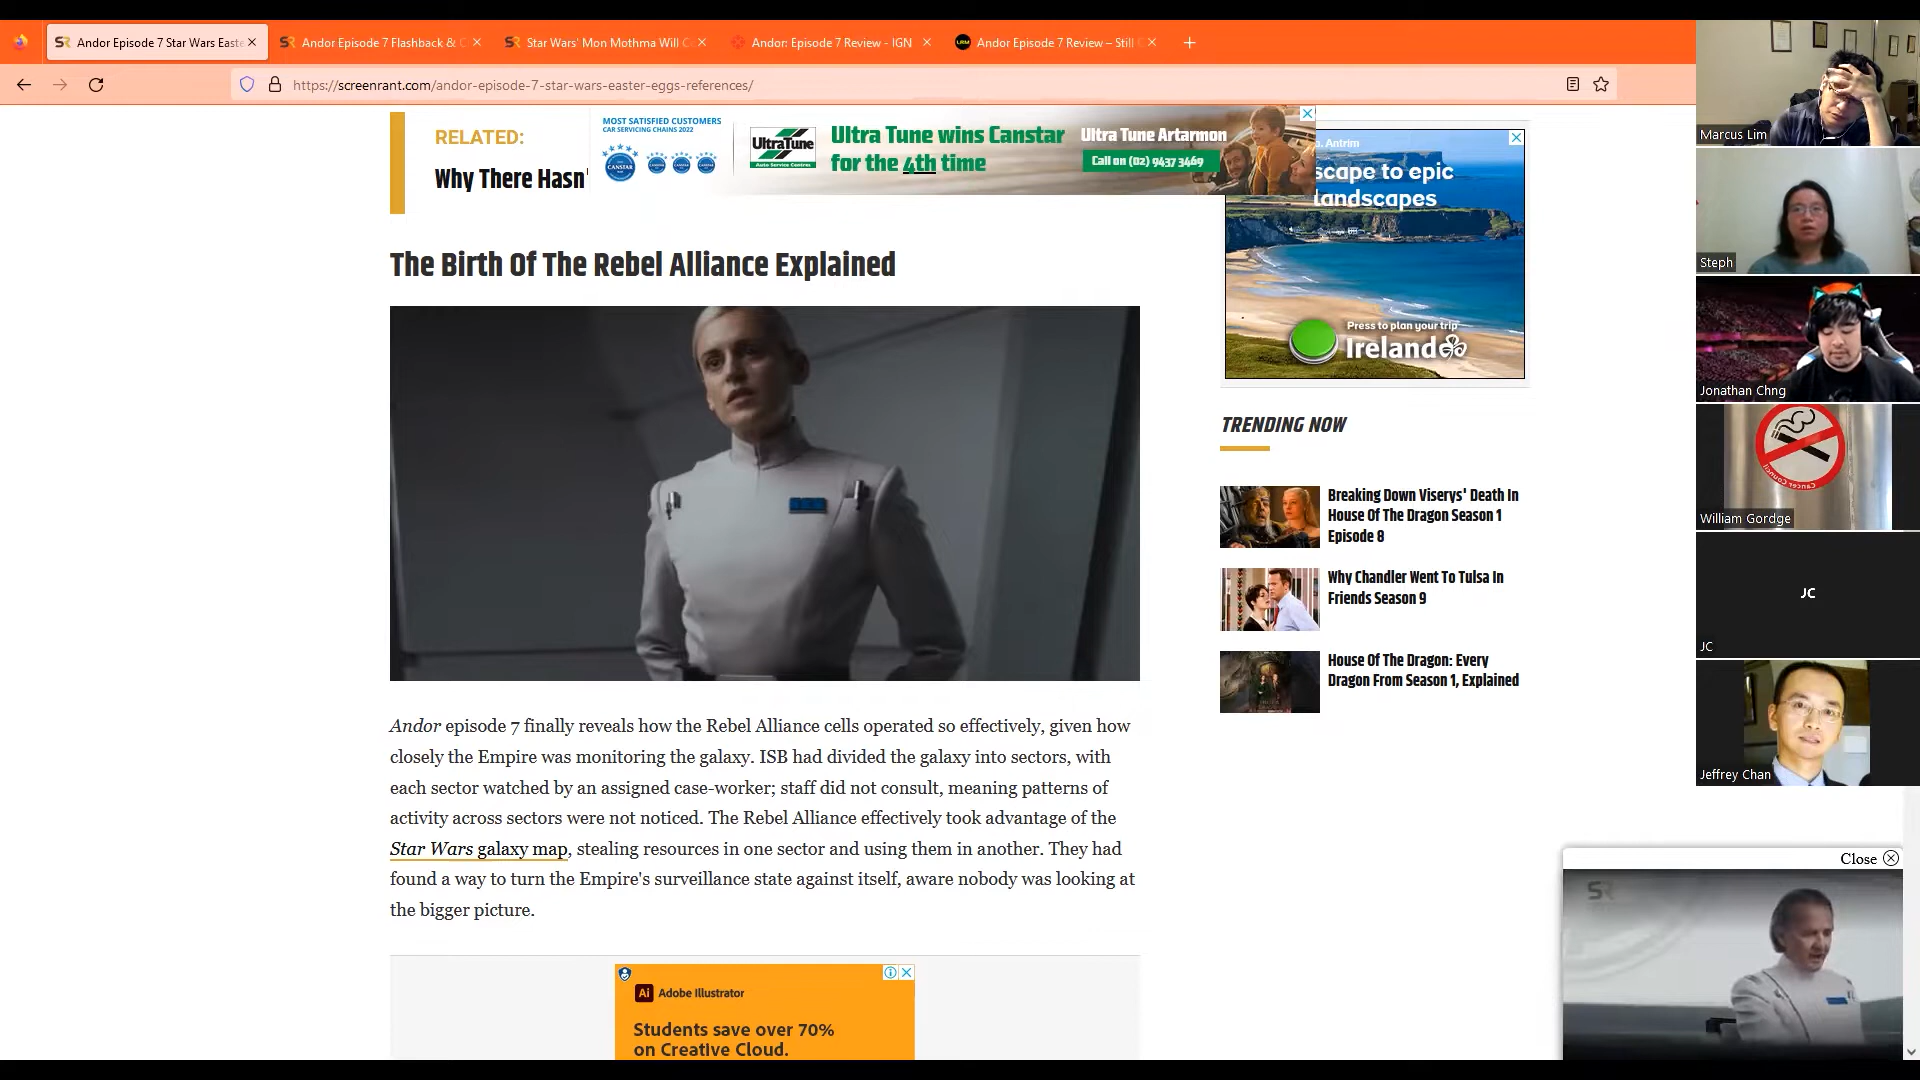 Andor Episode 7 Star Wars Easte
Andor Episode 7 Flashback & C
Star Wars' Mon Mothma Will C
Andor: Episode 7 Review - IGN
Andor Episode 7 Review – Still
https://screenrant.com/andor-episode-7-star-wars-easter-eggs-references/
RELATED:
Why There Hasn'
MOST SATISFIED CUSTOMERS
CAR SERVICING CHAINS 2022
CANSTAR
UltraTune
Auto Service Centres
Ultra Tune wins Canstar
for the 4th time
Ultra Tune Artarmon
Call on (02) 9437 3469
o. Antrim
scape to epic
landscapes
Press to plan your trip
Ireland
The Birth Of The Rebel Alliance Explained
TRENDING NOW
Breaking Down Viserys' Death In
House Of The Dragon Season 1
Episode 8
Why Chandler Went To Tulsa In
Friends Season 9
House Of The Dragon: Every
Dragon From Season 1, Explained
Andor episode 7 finally reveals how the Rebel Alliance cells operated so effectively, given how
closely the Empire was monitoring the galaxy. ISB had divided the galaxy into sectors, with
each sector watched by an assigned case-worker; staff did not consult, meaning patterns of
activity across sectors were not noticed. The Rebel Alliance effectively took advantage of the
Star Wars galaxy map, stealing resources in one sector and using them in another. They had
found a way to turn the Empire's surveillance state against itself, aware nobody was looking at
the bigger picture.
Ai Adobe Illustrator
Students save over 70%
on Creative Cloud.
Marcus Lim
Steph
Jonathan Chng
Cancer Council
William Gordge
JC
JC
Jeffrey Chan
Close
SR